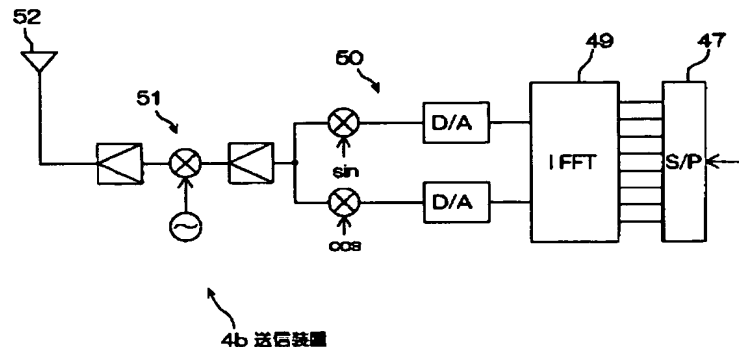 52
51
50
49
47
D/A
sin
D/A
cos
IFFT
S/P
4b 送信装置